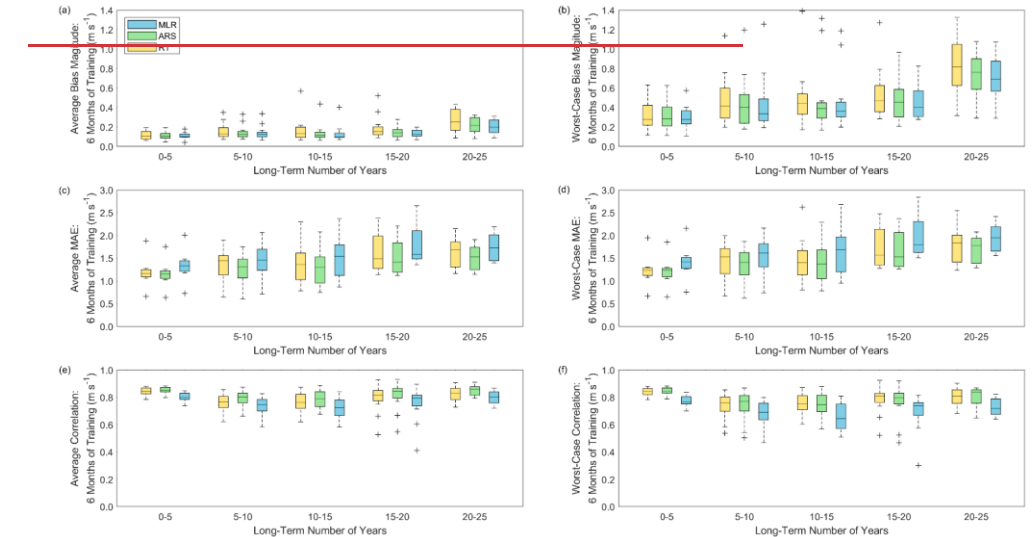 (a)
Average Bias Magitude:
6 Months of Training (m s⁻¹)
1.4
1.2
1.0
0.8
0.6
0.4
0.2
0.0
MLR
ARS
RT
0-5
5-10
10-15
15-20
20-25
Long-Term Number of Years
(b)
Worst-Case Bias Magitude:
6 Months of Training (m s⁻¹)
1.4
1.2
1.0
0.8
0.6
0.4
0.2
0.0
0-5
5-10
10-15
15-20
20-25
Long-Term Number of Years
(c)
Average MAE:
6 Months of Training (m s⁻¹)
3.0
2.5
2.0
1.5
1.0
0.5
0.0
0-5
5-10
10-15
15-20
20-25
Long-Term Number of Years
(d)
Worst-Case MAE:
6 Months of Training (m s⁻¹)
3.0
2.5
2.0
1.5
1.0
0.5
0.0
0-5
5-10
10-15
15-20
20-25
Long-Term Number of Years
(e)
Average Correlation:
6 Months of Training (m s⁻¹)
1.0
0.8
0.6
0.4
0.2
0.0
0-5
5-10
10-15
15-20
20-25
Long-Term Number of Years
(f)
Worst-Case Correlation:
6 Months of Training (m s⁻¹)
1.0
0.8
0.6
0.4
0.2
0.0
0-5
5-10
10-15
15-20
20-25
Long-Term Number of Years